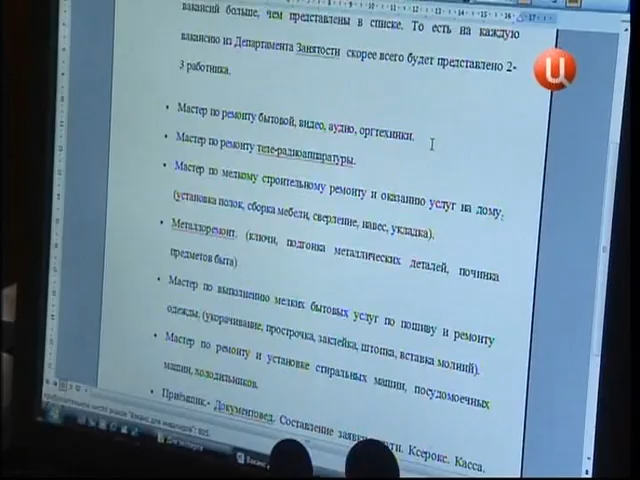 вакансий больше, чем представлены в списке. То есть на каждую
вакансию из Департамента Занятости скорее всего будет представлено 2-
3 работника.
Ц
• Мастер по ремонту бытовой, видео, аудио, оргтехники.
• Мастер по ремонту теле-радиоаппаратуры.
• Мастер по мелкому строительному ремонту и оказанию услуг на дому.
(установка полок, сборка мебели, сверление, навес, укладка).
• Металлоремонт. (ключи, подгонка металлических деталей, починка
предметов быта)
• Мастер по выполнению мелких бытовых услуг по пошиву и ремонту
одежды. (укорачивание, прострочка, заклейка, штопка, вставка молний).
• Мастер по ремонту и установке стиральных машин, посудомоечных
машин, холодильников.
• Приёмщик.- Документовед. Составление Ксерокс. Касса.